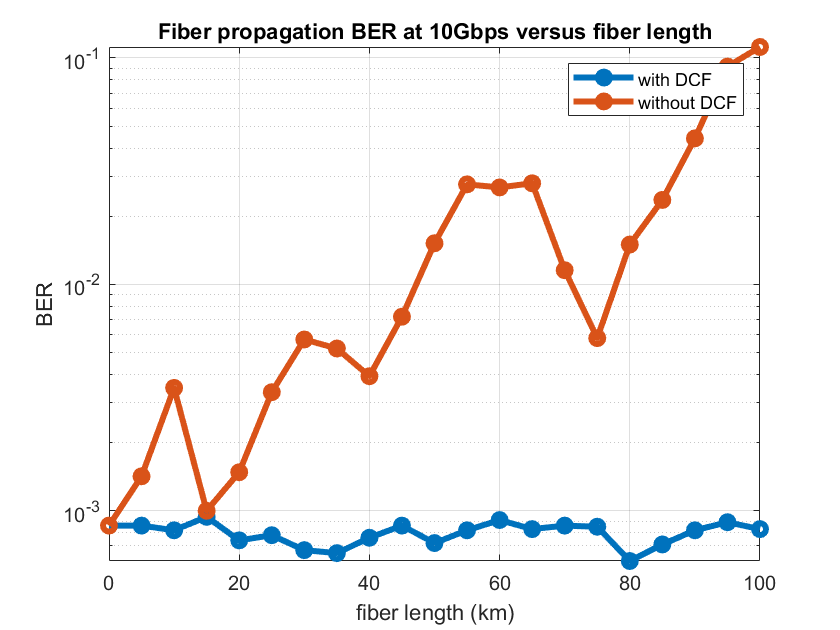 Fiber propagation BER at 10Gbps versus fiber length
10^-1
with DCF
without DCF
10^-2
BER
10^-3
0 20 40 60 80 100
fiber length (km)